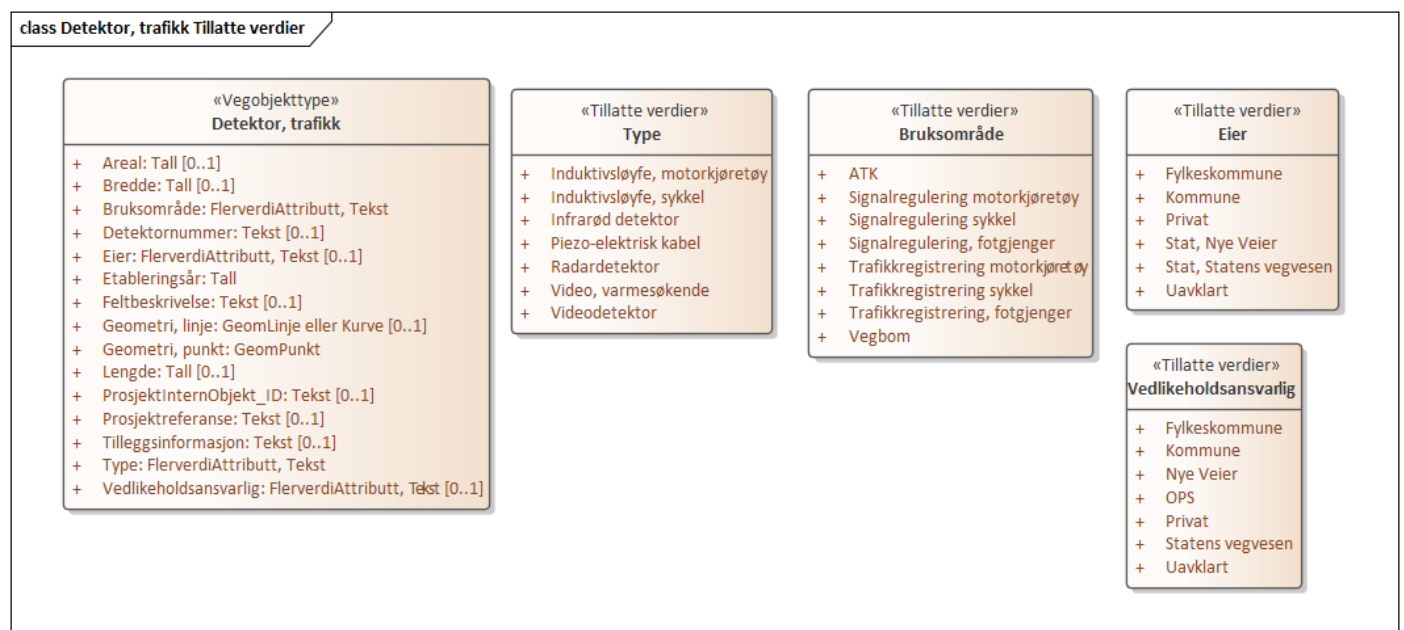 class Detektor, trafikk Tillatte verdier
«Vegobjekttype»
Detektor, trafikk
+ Areal: Tall [0..1]
+ Bredde: Tall [0..1]
+ Bruksområde: FlerverdiAttributt, Tekst
+ Detektornummer: Tekst [0..1]
+ Eier: FlerverdiAttributt, Tekst [0..1]
+ Etableringsår: Tall
+ Feltbeskrivelse: Tekst [0..1]
+ Geometri, linje: GeomLinje eller Kurve [0..1]
+ Geometri, punkt: GeomPunkt
+ Lengde: Tall [0..1]
+ ProsjektInternObjekt_ID: Tekst [0..1]
+ Prosjektreferanse: Tekst [0..1]
+ Tilleggsinformasjon: Tekst [0..1]
+ Type: FlerverdiAttributt, Tekst
+ Vedlikeholdsansvarlig: FlerverdiAttributt, Tekst [0..1]
«Tillatte verdier»
Type
+ Induktivsløyfe, motorkjøretøy
+ Induktivsløyfe, sykkel
+ Infrarød detektor
+ Piezo-elektrisk kabel
+ Radardetektor
+ Video, varmesøkende
+ Videodetektor
«Tillatte verdier»
Bruksområde
+ ATK
+ Signalregulering motorkjøretøy
+ Signalregulering sykkel
+ Signalregulering, fotgjenger
+ Trafikkregistrering motorkjøretøy
+ Trafikkregistrering sykkel
+ Trafikkregistrering, fotgjenger
+ Vegbom
«Tillatte verdier»
Eier
+ Fylkeskommune
+ Kommune
+ Privat
+ Stat, Nye Veier
+ Stat, Statens vegvesen
+ Uavklart
«Tillatte verdier»
Vedlikeholdsansvarlig
+ Fylkeskommune
+ Kommune
+ Nye Veier
+ OPS
+ Privat
+ Statens vegvesen
+ Uavklart